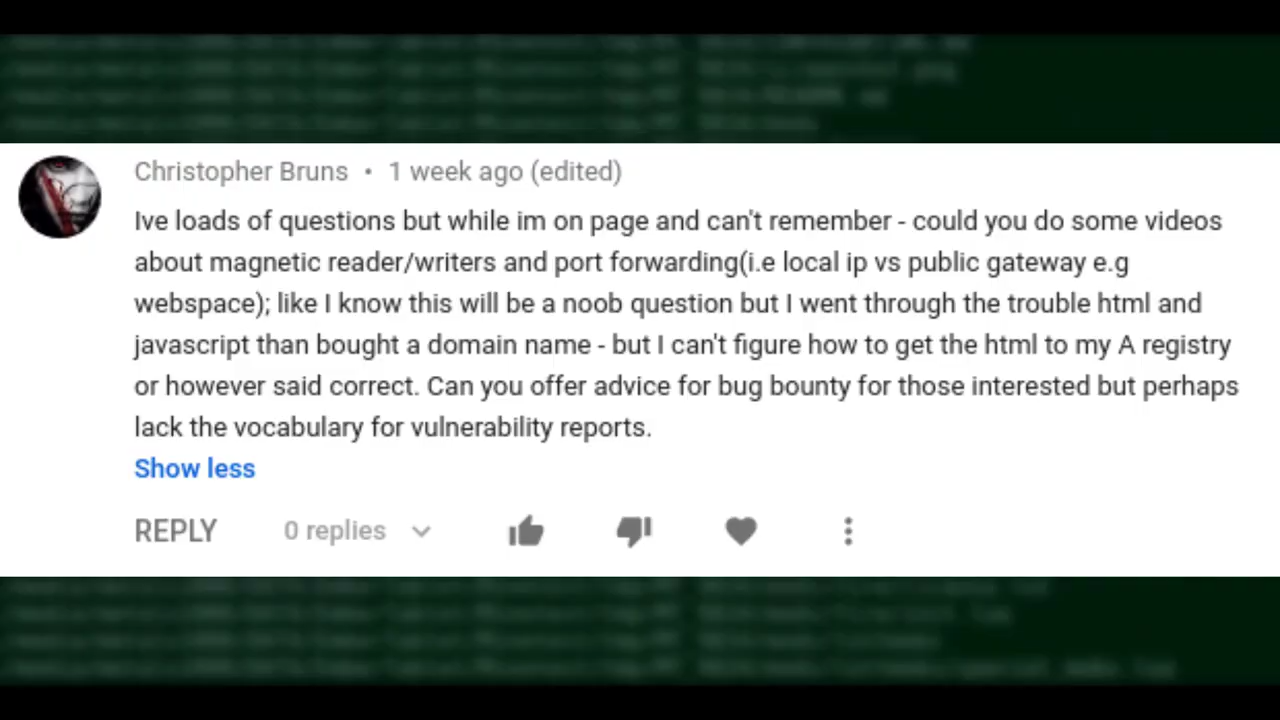 Christopher Bruns • 1 week ago (edited)
Ive loads of questions but while im on page and can't remember - could you do some videos
about magnetic reader/writers and port forwarding(i.e local ip vs public gateway e.g
webspace); like I know this will be a noob question but I went through the trouble html and
javascript than bought a domain name - but I can't figure how to get the html to my A registry
or however said correct. Can you offer advice for bug bounty for those interested but perhaps
lack the vocabulary for vulnerability reports.
Show less
REPLY 0 replies